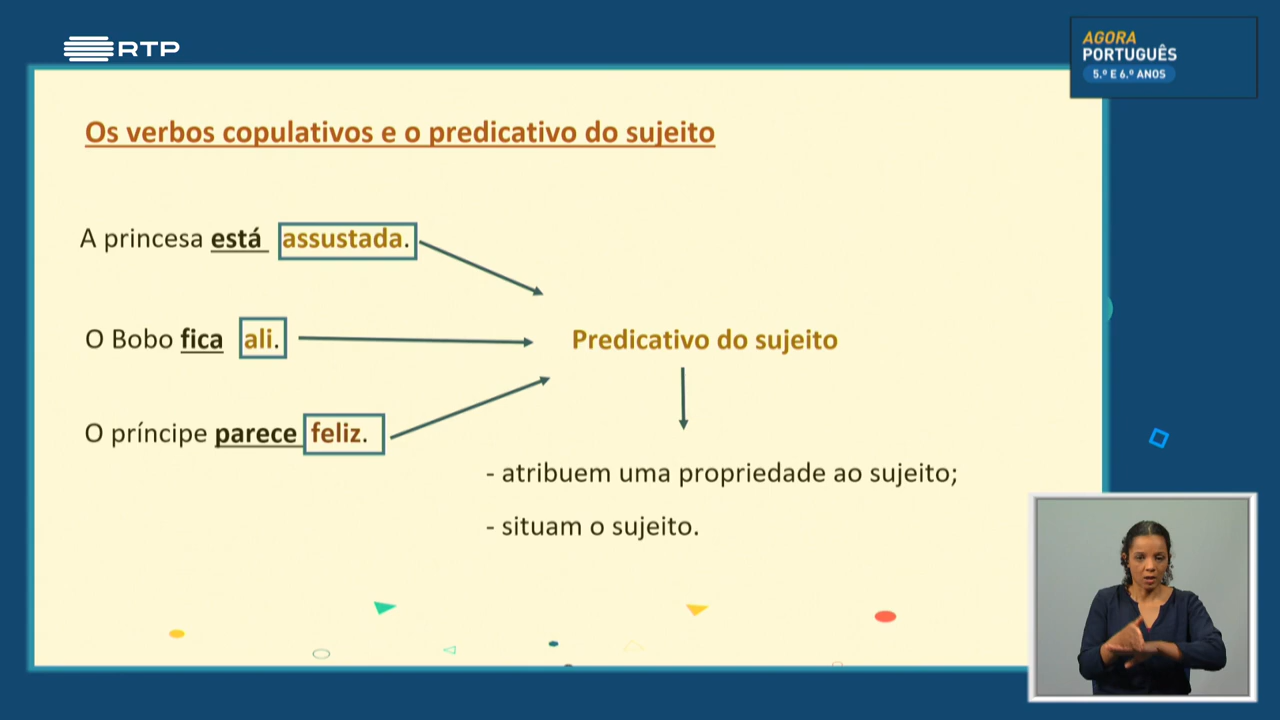 RTP
AGORA
PORTUGUÊS
5.º E 6.º ANOS
Os verbos copulativos e o predicativo do sujeito
A princesa está assustada.
O Bobo fica ali.
Predicativo do sujeito
O príncipe parece feliz.
- atribuem uma propriedade ao sujeito;
- situam o sujeito.